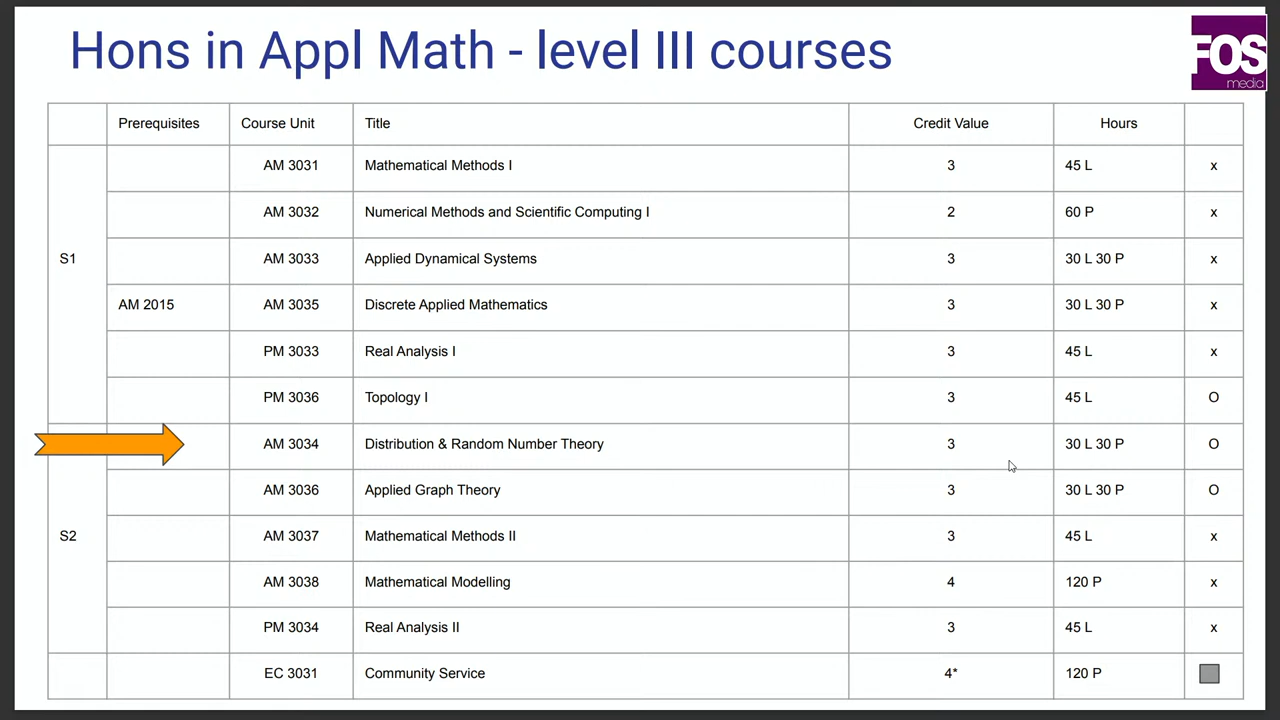 Hons in Appl Math - level III courses
FOS
media
Prerequisites Course Unit Title Credit Value Hours
S1
AM 3031 Mathematical Methods I 3 45 L x
AM 3032 Numerical Methods and Scientific Computing I 2 60 P x
AM 3033 Applied Dynamical Systems 3 30 L 30 P x
AM 2015 AM 3035 Discrete Applied Mathematics 3 30 L 30 P x
PM 3033 Real Analysis I 3 45 L x
PM 3036 Topology I 3 45 L O
S2
AM 3034 Distribution & Random Number Theory 3 30 L 30 P O
AM 3036 Applied Graph Theory 3 30 L 30 P O
AM 3037 Mathematical Methods II 3 45 L x
AM 3038 Mathematical Modelling 4 120 P x
PM 3034 Real Analysis II 3 45 L x
EC 3031 Community Service 4* 120 P